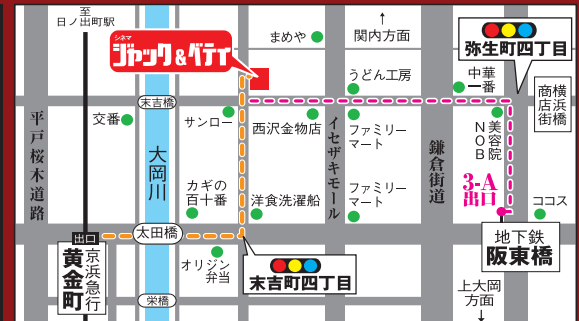 至
日ノ出町駅
シネマ
ジャック&ベティ
まめや
↑
関内方面
弥生町四丁目
うどん工房
中華
一番
横浜橋
商店街
末吉橋
交番
サンロー
西沢金物店
ファミリー
マート
美容院
NOB
平戸桜木道路
大岡川
イセザキモール
鎌倉街道
カギの
百十番
洋食洗濯船
ファミリー
マート
3-A
出口
ココス
出口
太田橋
地下鉄
阪東橋
京浜急行
黄金町
オリジン
弁当
末吉町四丁目
上大岡
方面
↓
栄橋